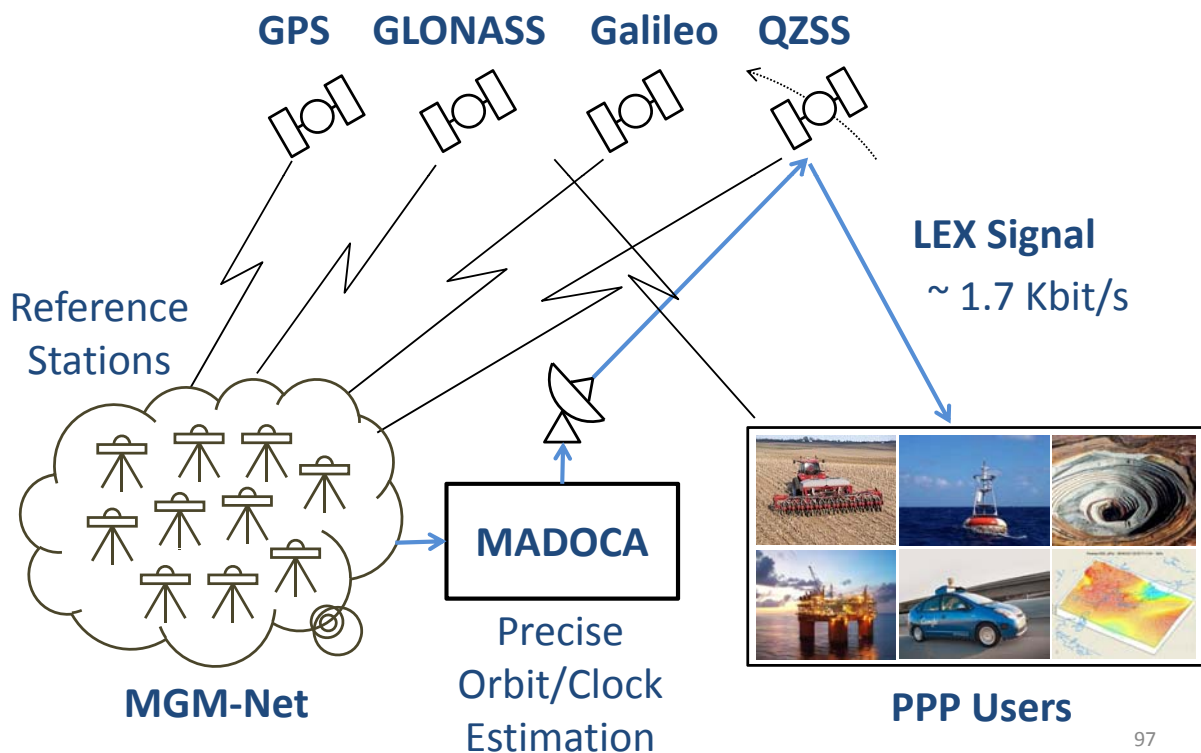 GPS GLONASS Galileo QZSS
LEX Signal
~ 1.7 Kbit/s
Reference
Stations
MADOCA
Precise
Orbit/Clock
Estimation
MGM-Net
PPP Users
Google
97